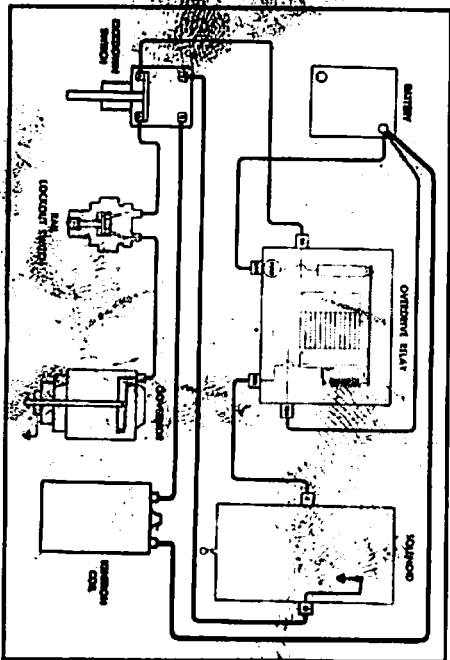 KICKDOWN
SWITCH
BATTERY
RAIL
LOCKOUT SWITCH
OVERDRIVE RELAY
GOVERNOR
IGNITION
COIL
SOLENOID